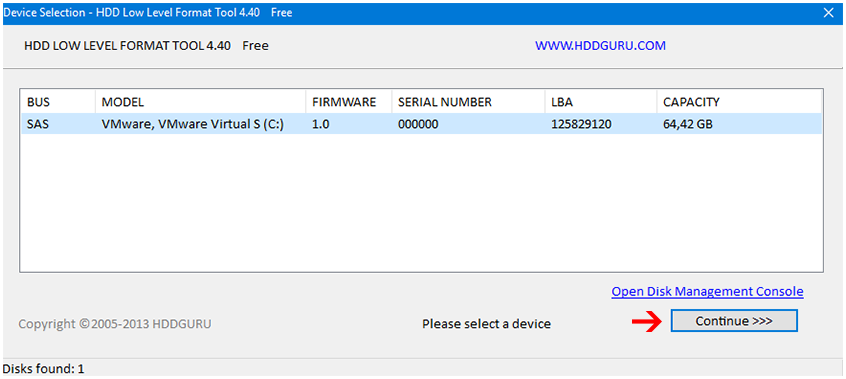 Device Selection - HDD Low Level Format Tool 4.40    Free
HDD LOW LEVEL FORMAT TOOL 4.40    Free    WWW.HDDGURU.COM
BUS    MODEL    FIRMWARE    SERIAL NUMBER    LBA    CAPACITY
SAS    VMware, VMware Virtual S (C:)    1.0    000000    125829120    64,42 GB
Open Disk Management Console
Copyright ©2005-2013 HDDGURU    Please select a device    Continue >>>
Disks found: 1